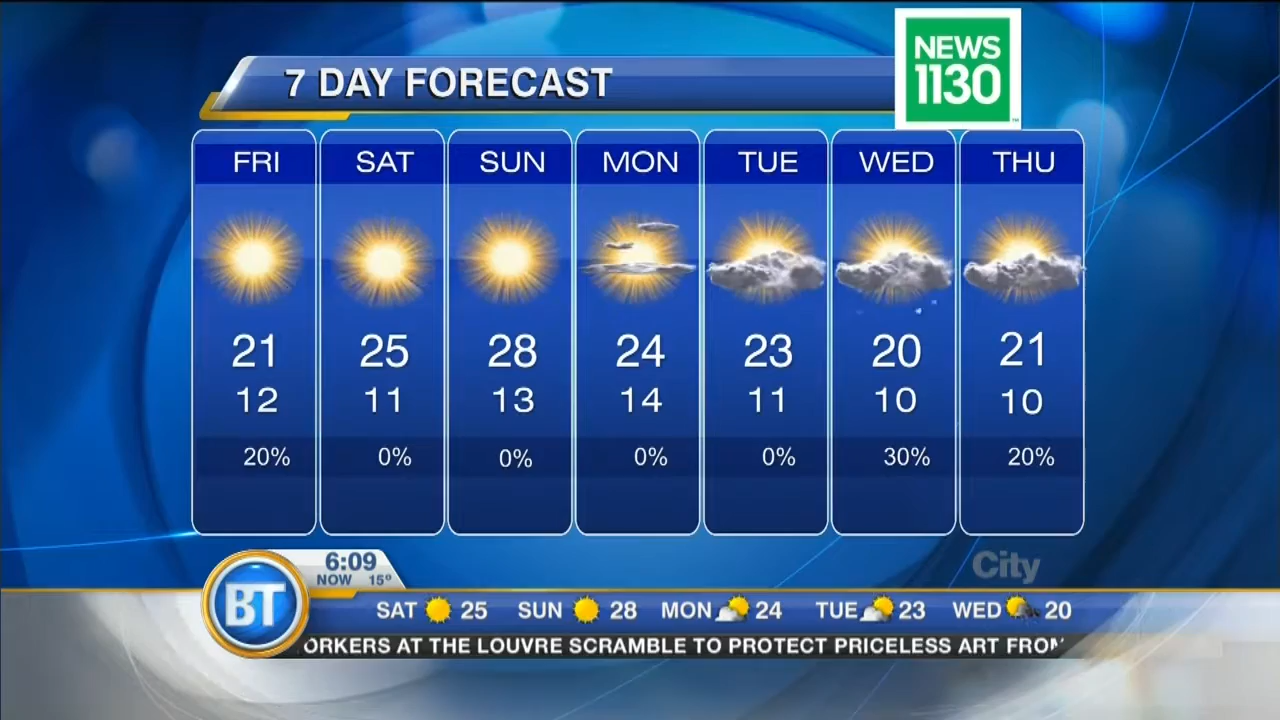 7 DAY FORECAST
NEWS
1130
FRI SAT SUN MON TUE WED THU
21 25 28 24 23 20 21
12 11 13 14 11 10 10
20% 0% 0% 0% 0% 30% 20%
City
6:09
NOW 15°
BT
SAT 25 SUN 28 MON 24 TUE 23 WED 20
ORKERS AT THE LOUVRE SCRAMBLE TO PROTECT PRICELESS ART FROM